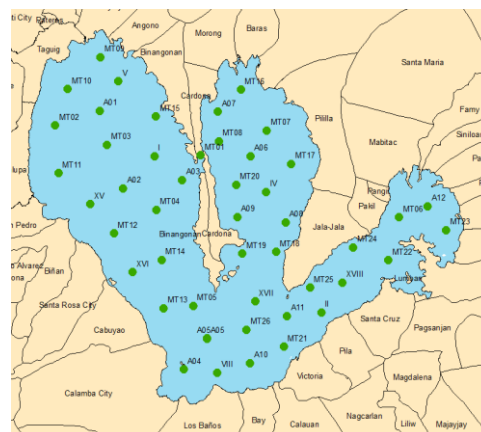 Angono
Morong
Baras
Pateros
Taguig
Binangonan
Santa Maria
MT09
V
MT10
MT16
Cardona
A01
MT15
A07
MT02
MT07
Pililla
Famy
MT03
MT08
Mabitac
I
MT01
A06
MT17
MT11
A02
A03
MT20
IV
Pangil
XV
MT04
A09
Pakil
A12
MT06
San Pedro
MT12
Binangonan
Cardona
A08
Jala-Jala
MT23
MT24
MT14
MT19
MT18
MT22
Biñan
XVI
MT25
XVIII
Lumban
Santa Rosa City
MT13
MT05
XVII
A11
II
Santa Cruz
Cabuyao
A05A05
MT26
Pagsanjan
MT21
Pila
A04
VIII
A10
Victoria
Magdalena
Calamba City
Los Baños
Bay
Calauan
Nagcarlan
Liliw
Majayjay